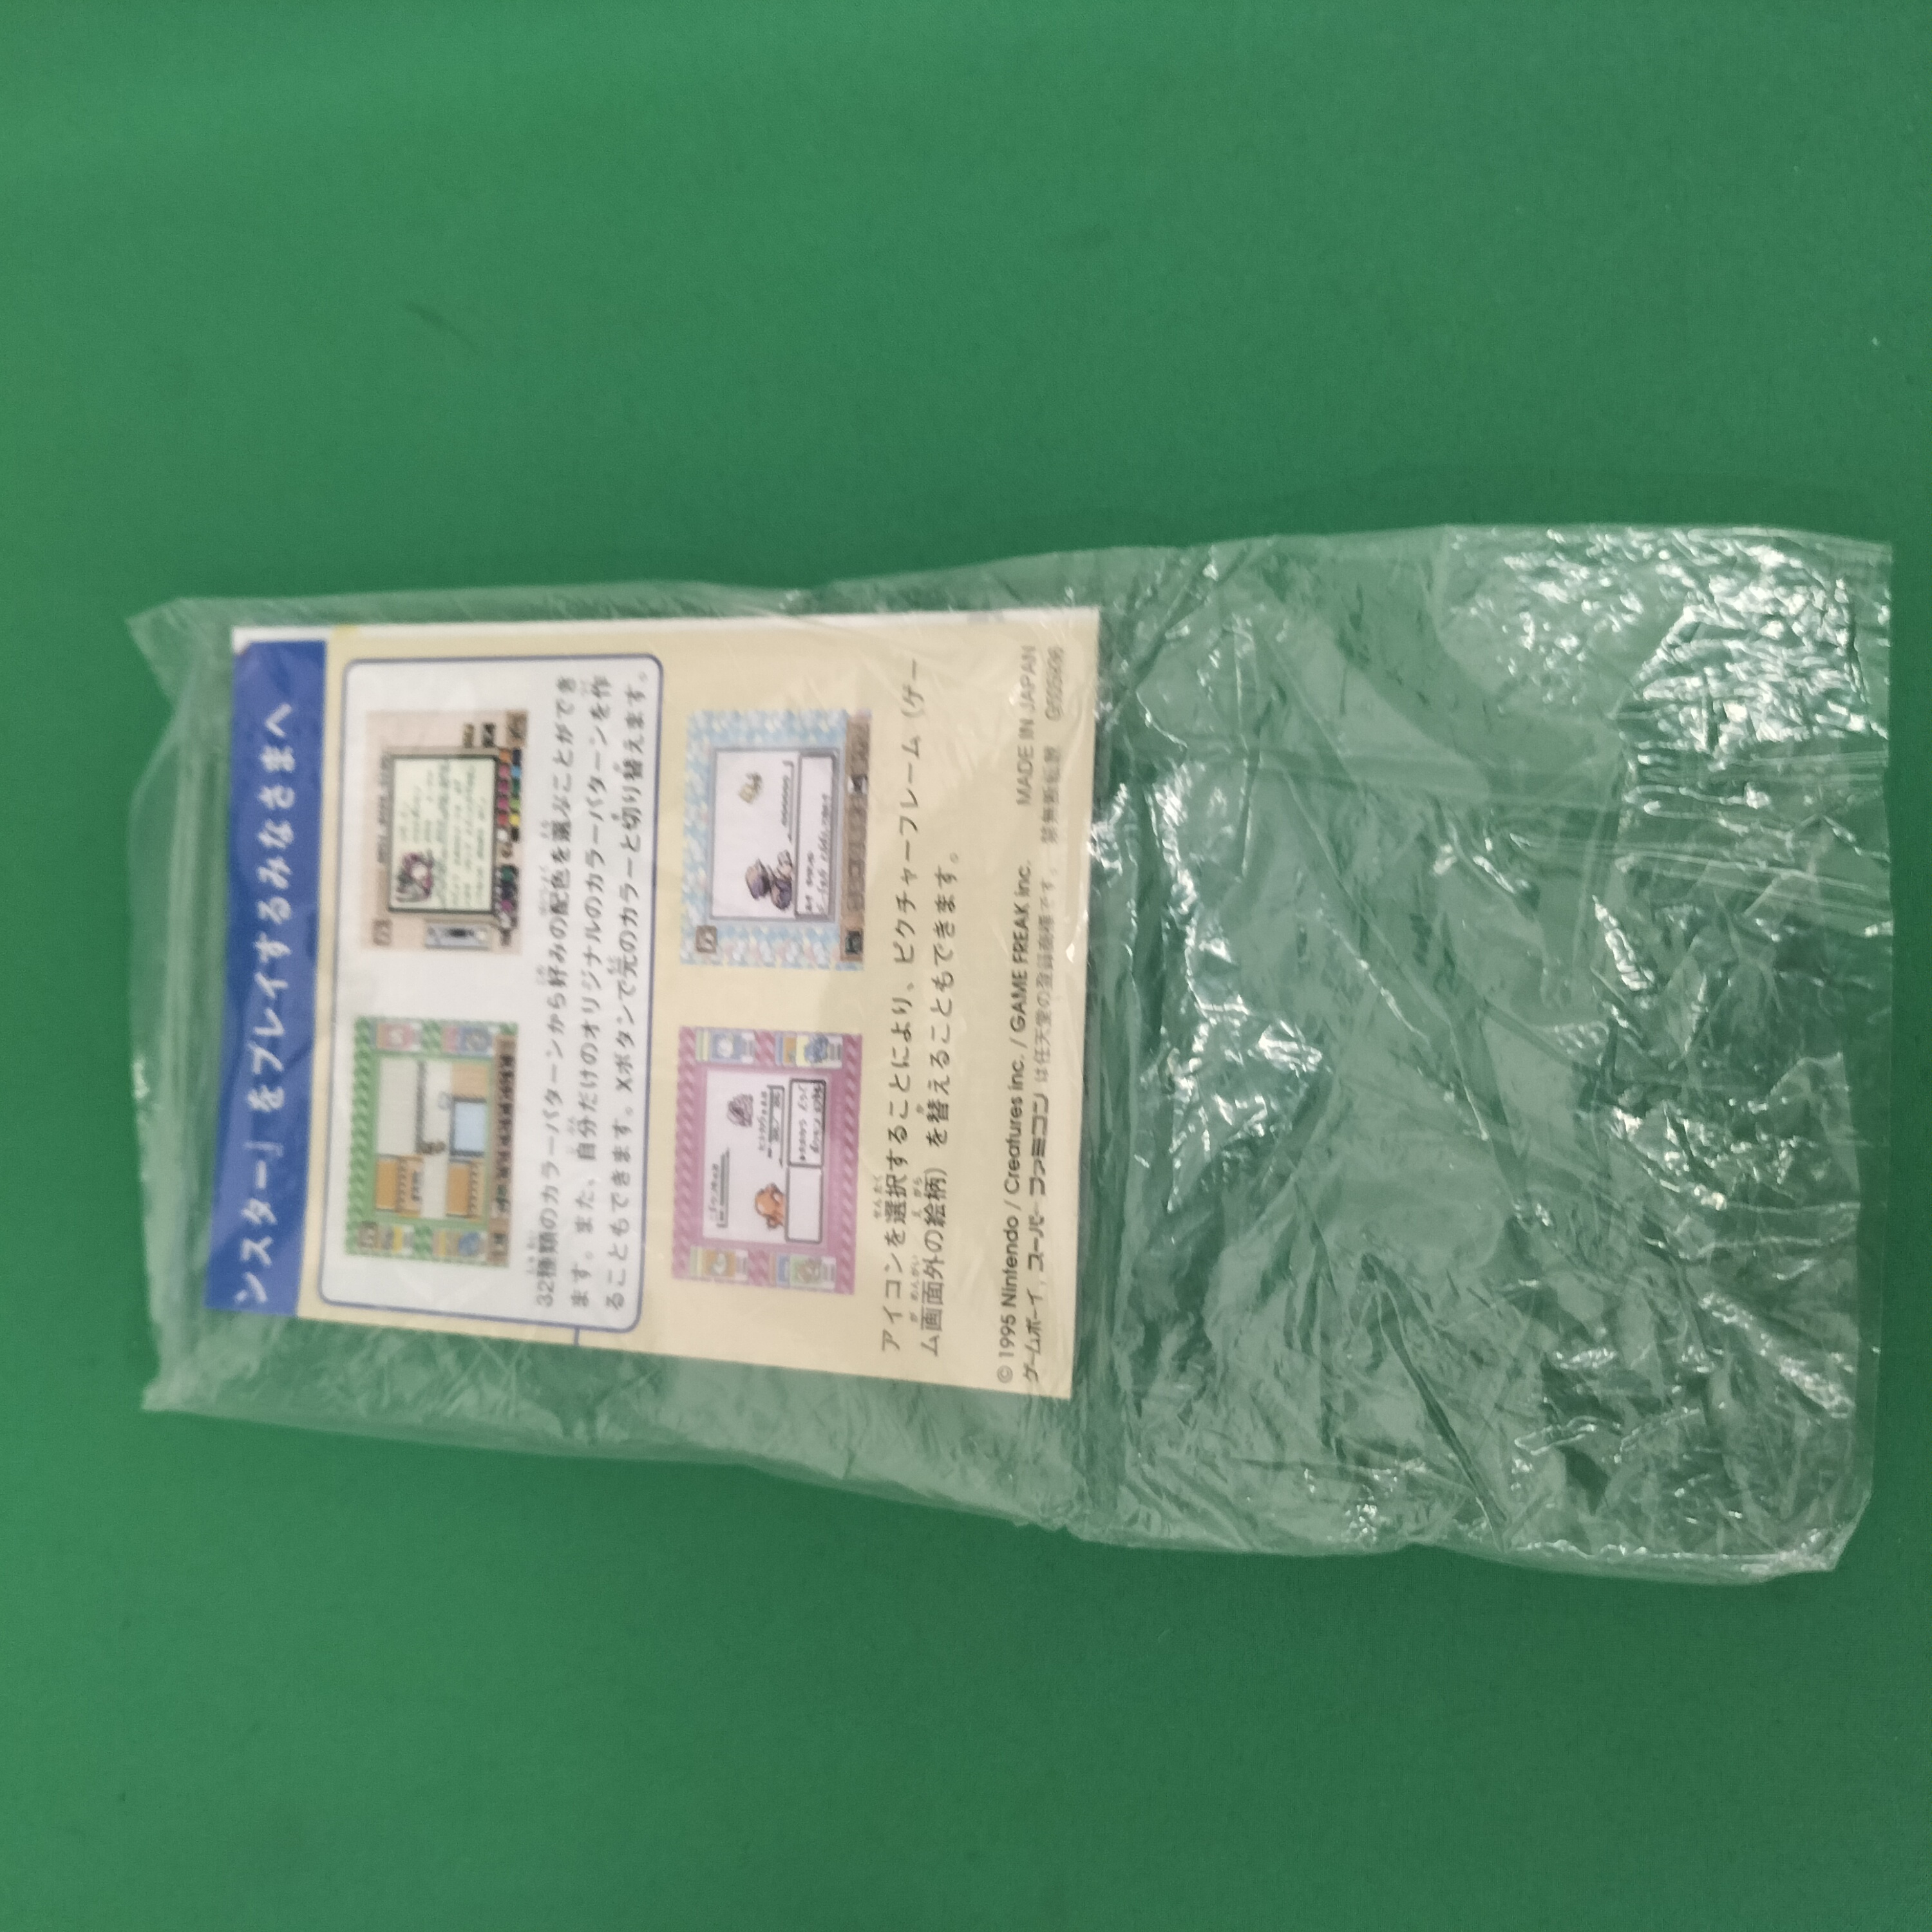 ンスター」をプレイするみなさまへ
32種類のカラーパターンから好みの配色を選ぶことができ
ます。また、自分だけのオリジナルのカラーパターンを作
ることもできます。Xボタンで元のカラーと切り替えます。
アイコンを選択することにより、ピクチャーフレーム（ゲー
ム画面外の絵柄）を替えることもできます。
© 1995 Nintendo / Creatures inc. / GAME FREAK inc. MADE IN JAPAN
ゲームボーイ, スーパーファミコン は任天堂の登録商標です。 禁無断転載